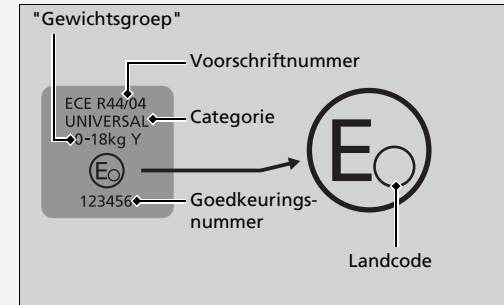 "Gewichtsgroep"
Voorschriftnummer
ECE R44/04
UNIVERSAL
0-18kg Y
E
123456
Categorie
Goedkeurings-
nummer
E
Landcode